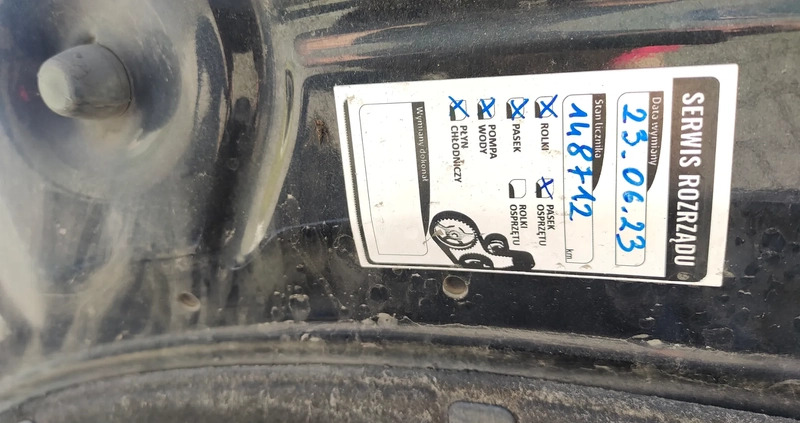 SERWIS ROZRZĄDU
Data wymiany
23.06.23
Stan licznika
148712
km
ROLKI
PASEK OSPRZĘTU
PASEK
ROLKI OSPRZĘTU
POMPA WODY
PŁYN CHŁODNICZY
Wymiany dokonał